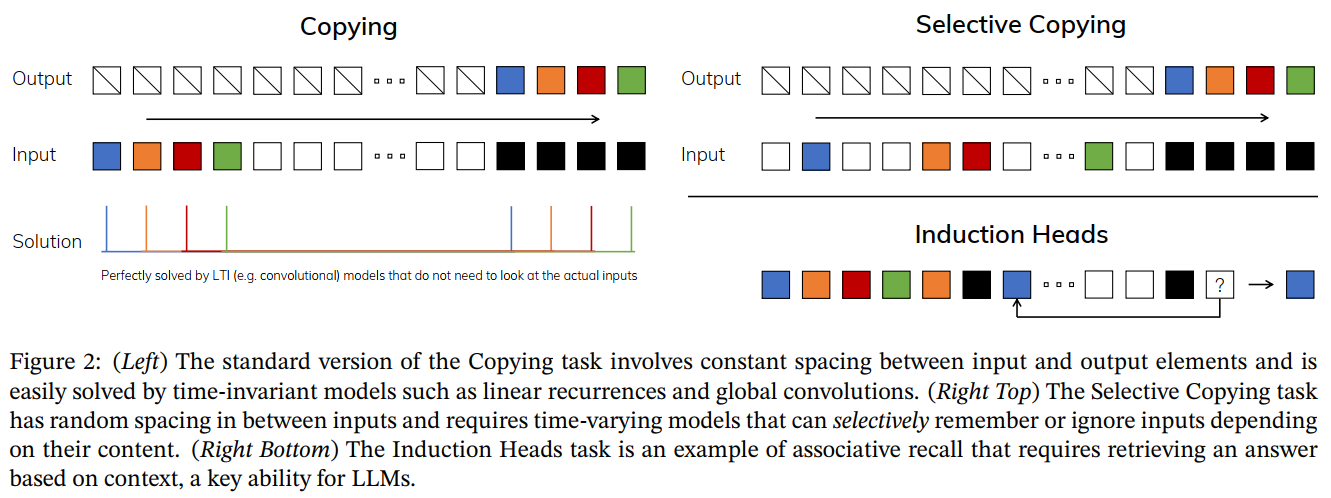 Copying
Output
Input
Solution
Perfectly solved by LTI (e.g. convolutional) models that do not need to look at the actual inputs
Selective Copying
Output
Input
Induction Heads
?
Figure 2: (Left) The standard version of the Copying task involves constant spacing between input and output elements and is
easily solved by time-invariant models such as linear recurrences and global convolutions. (Right Top) The Selective Copying task
has random spacing in between inputs and requires time-varying models that can selectively remember or ignore inputs depending
on their content. (Right Bottom) The Induction Heads task is an example of associative recall that requires retrieving an answer
based on context, a key ability for LLMs.